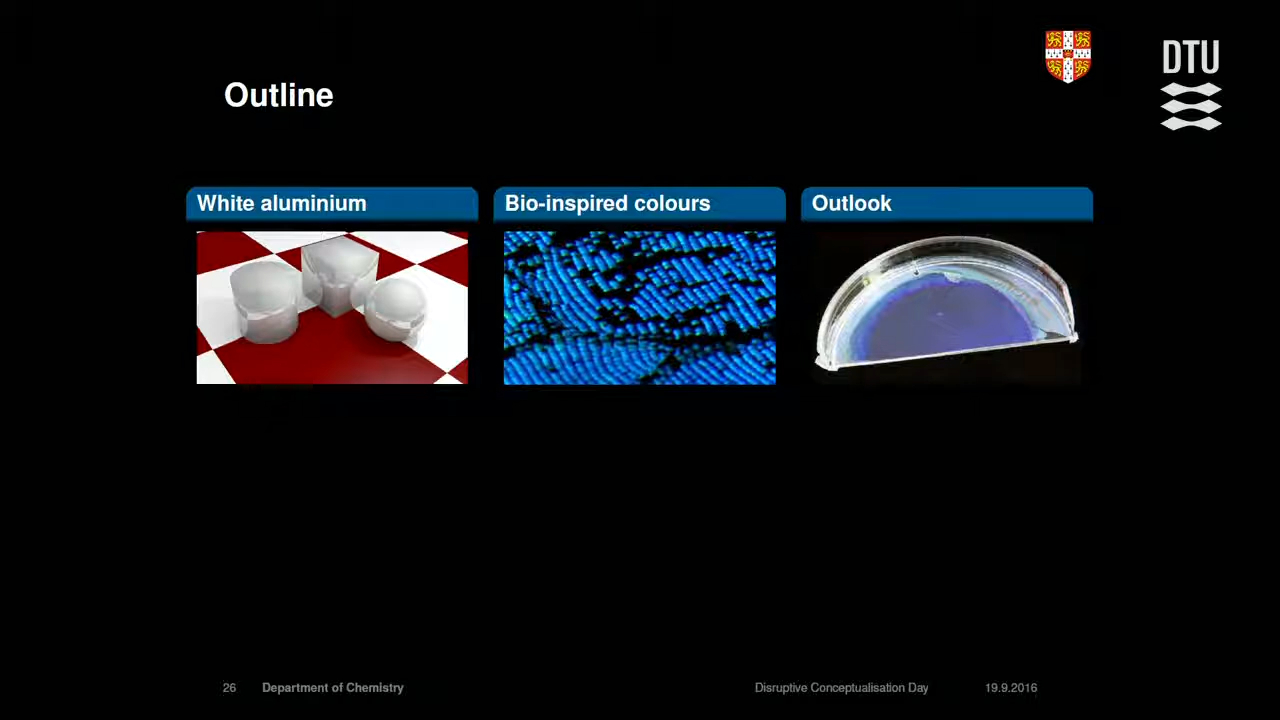 DTU
Outline
White aluminium
Bio-inspired colours
Outlook
26 Department of Chemistry Disruptive Conceptualisation Day 19.9.2016